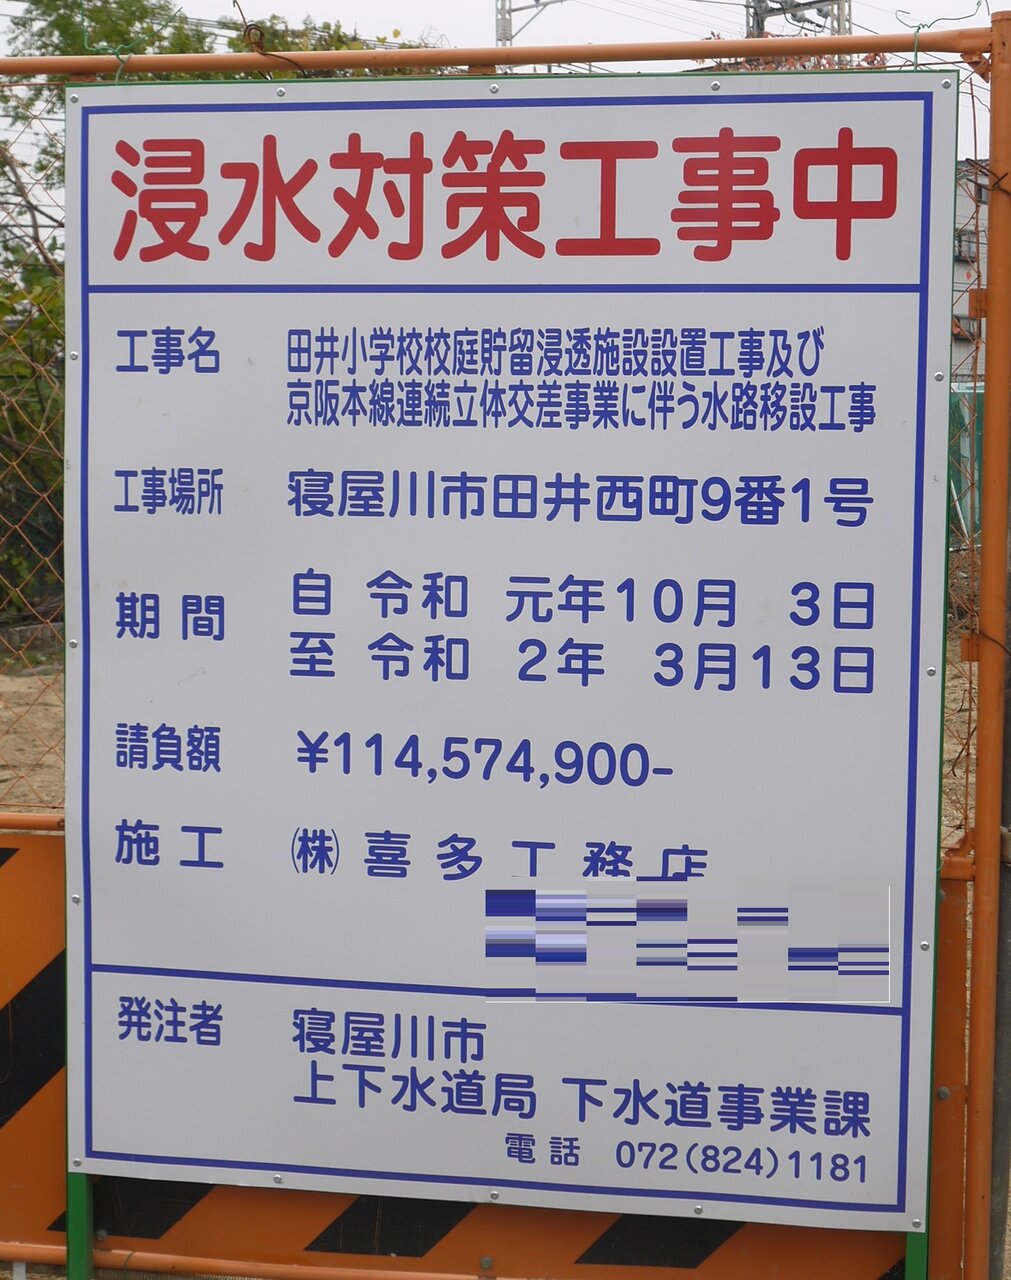 浸水対策工事中
工事名 田井小学校校庭貯留浸透施設設置工事及び
京阪本線連続立体交差事業に伴う水路移設工事
工事場所 寝屋川市田井西町9番1号
期間 自 令和 元年10月 3日
至 令和 2年 3月13日
請負額 ¥114,574,900-
施工 ㈱喜多工務店
発注者 寝屋川市
上下水道局 下水道事業課
電話 072(824)1181